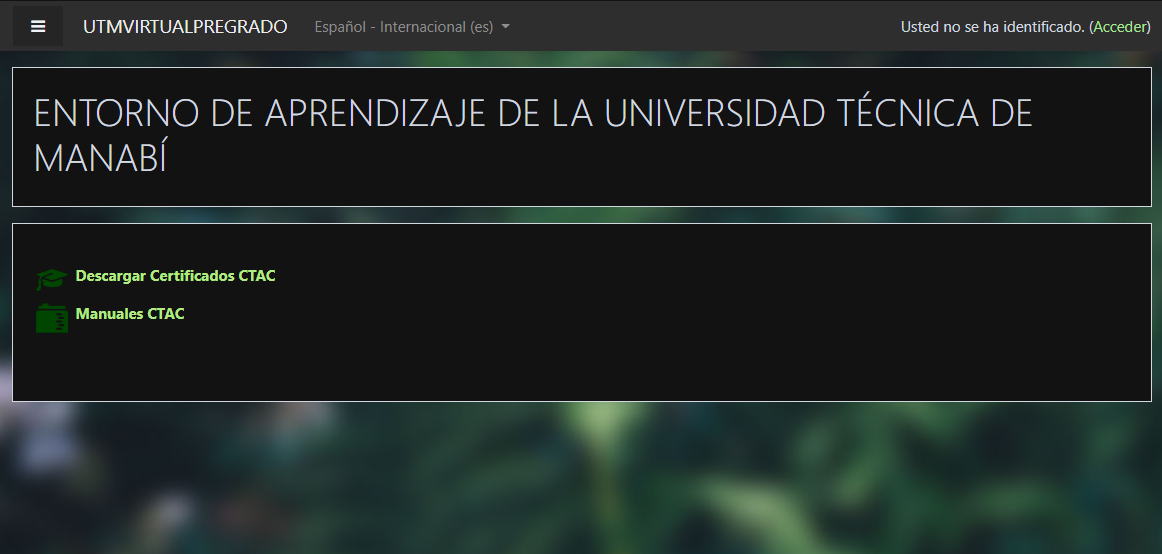 UTMVIRTUALPREGRADO Español - Internacional (es) Usted no se ha identificado. (Acceder)
ENTORNO DE APRENDIZAJE DE LA UNIVERSIDAD TÉCNICA DE
MANABÍ
Descargar Certificados CTAC
Manuales CTAC